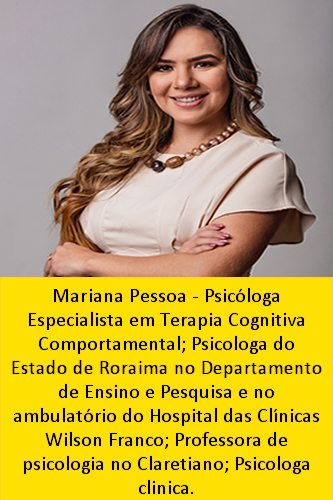 Mariana Pessoa - Psicóloga
Especialista em Terapia Cognitiva
Comportamental; Psicologa do
Estado de Roraima no Departamento
de Ensino e Pesquisa e no
ambulatório do Hospital das Clínicas
Wilson Franco; Professora de
psicologia no Claretiano; Psicologa
clinica.